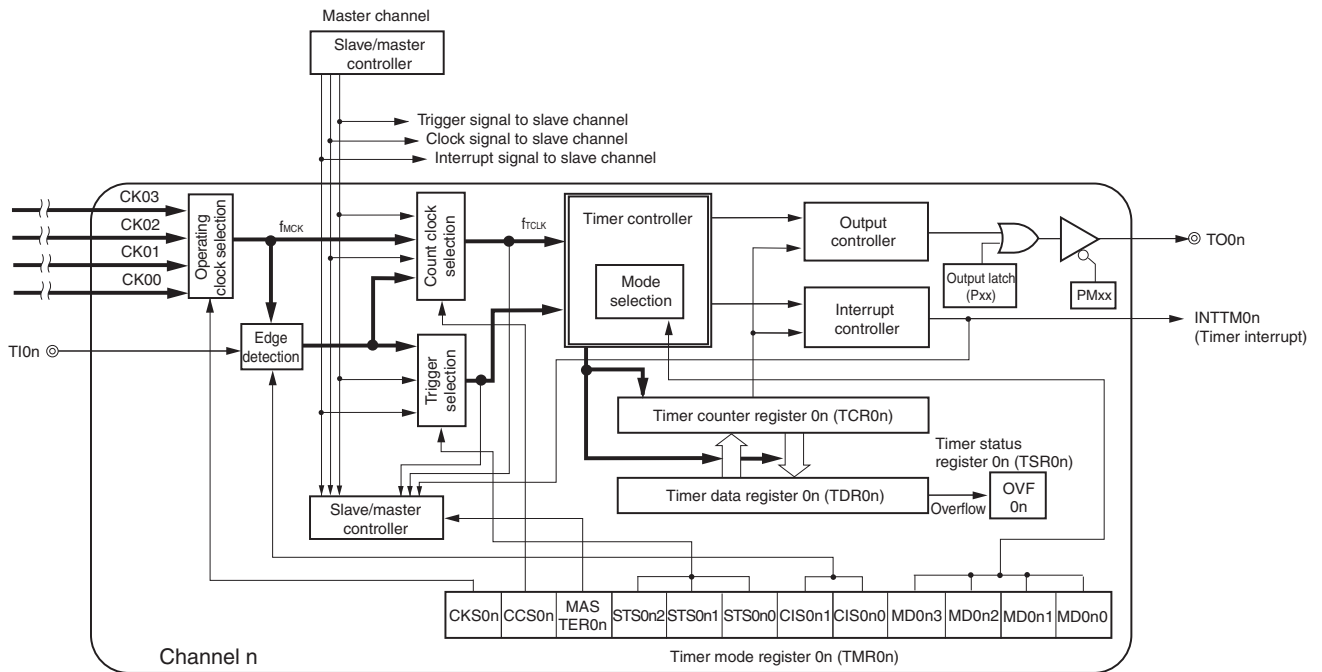 Master channel
Slave/master
controller
Trigger signal to slave channel
Clock signal to slave channel
Interrupt signal to slave channel
CK03
CK02
CK01
CK00
Operating
clock selection
fMCK
Count clock
selection
fTCLK
Timer controller
Mode
selection
Output
controller
Output latch
(Pxx)
PMxx
TO0n
Interrupt
controller
INTTM0n
(Timer interrupt)
TI0n
Edge
detection
Trigger
selection
Timer counter register 0n (TCR0n)
Timer status
register 0n (TSR0n)
Timer data register 0n (TDR0n)
Overflow
OVF
0n
Slave/master
controller
CKS0n
CCS0n
MAS
TER0n
STS0n2
STS0n1
STS0n0
CIS0n1
CIS0n0
MD0n3
MD0n2
MD0n1
MD0n0
Channel n
Timer mode register 0n (TMR0n)